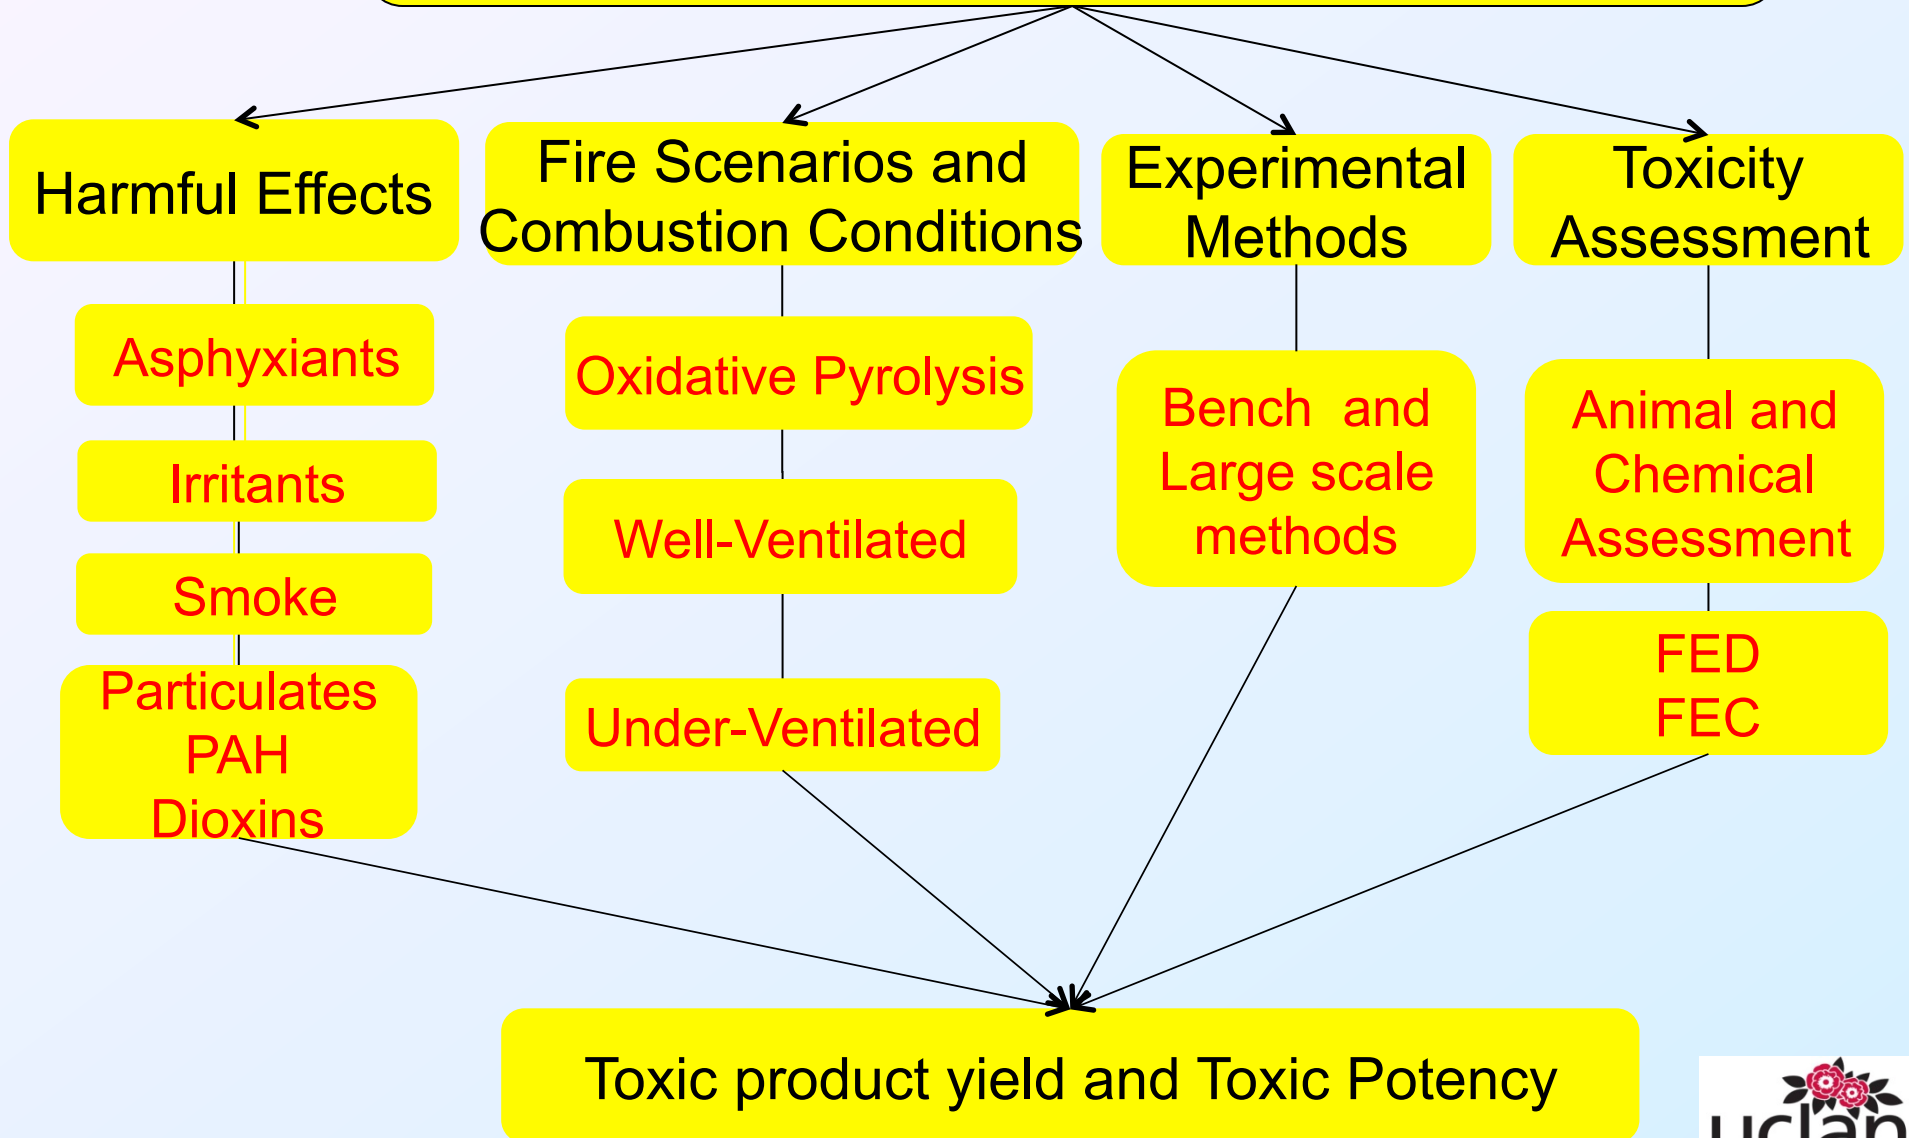 Harmful Effects
Fire Scenarios and
Combustion Conditions
Experimental
Methods
Toxicity
Assessment
Asphyxiants
Irritants
Smoke
Particulates
PAH
Dioxins
Oxidative Pyrolysis
Well-Ventilated
Under-Ventilated
Bench and
Large scale
methods
Animal and
Chemical
Assessment
FED
FEC
Toxic product yield and Toxic Potency
uclan